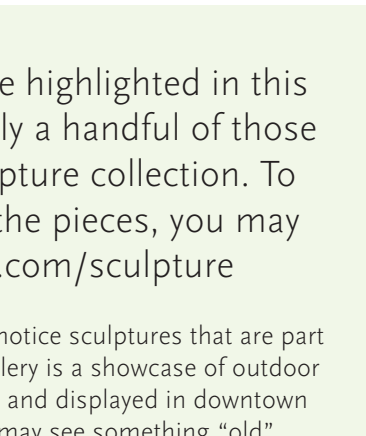 e highlighted in this
ly a handful of those
pture collection. To
the pieces, you may
.com/sculpture
notice sculptures that are part
lery is a showcase of outdoor
and displayed in downtown
may see something “old”